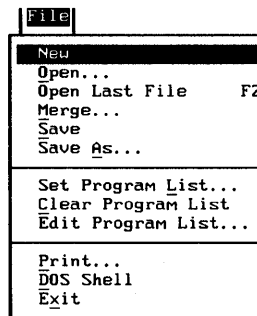 File
New
Open...
Open Last File F2
Merge...
Save
Save As...
Set Program List...
Clear Program List
Edit Program List...
Print...
DOS Shell
Exit